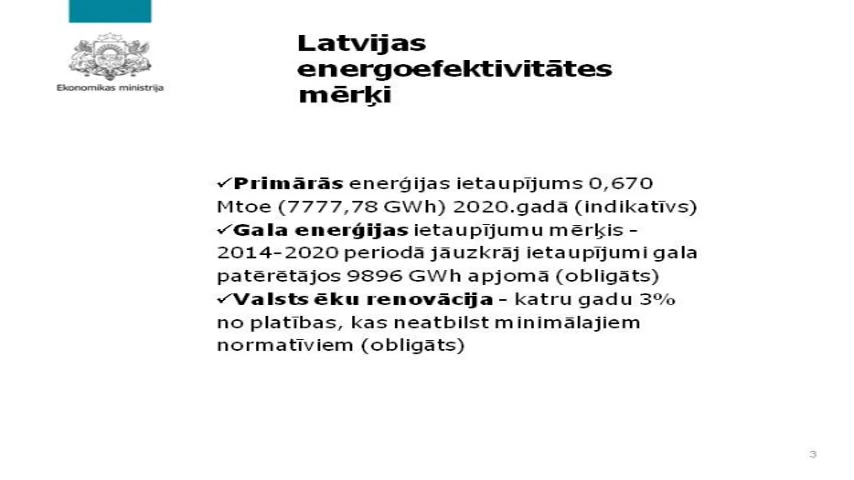 Ekonomikas ministrija
Latvijas
energoefektivitātes
mērķi
✓Primārās enerģijas ietaupījums 0,670
Mtoe (7777,78 GWh) 2020.gadā (indikatīvs)
✓Gala enerģijas ietaupījumu mērķis -
2014-2020 periodā jāuzkrāj ietaupījumi gala
patērētājos 9896 GWh apjomā (obligāts)
✓Valsts ēku renovācija - katru gadu 3%
no platības, kas neatbilst minimālajiem
normatīviem (obligāts)
3